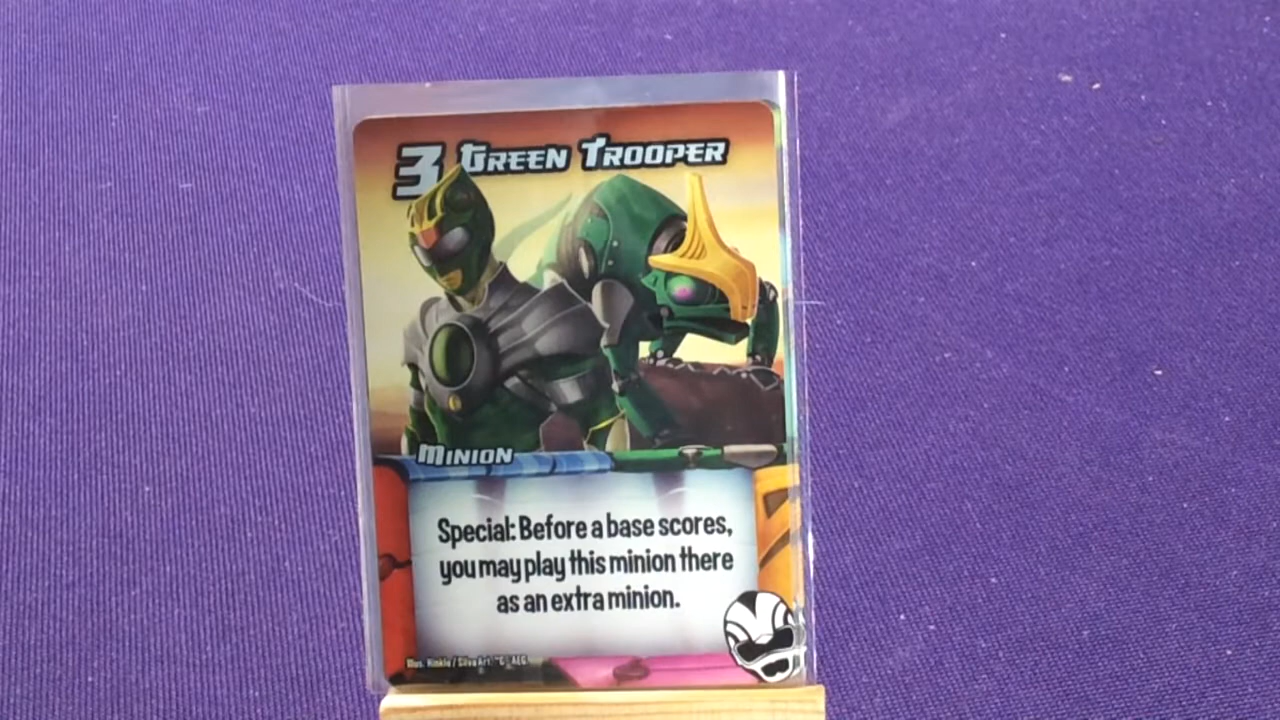 3 Green Trooper
Minion
Special: Before a base scores,
you may play this minion there
as an extra minion.
Illus. Hinkle / Silva Art. ™© AEG